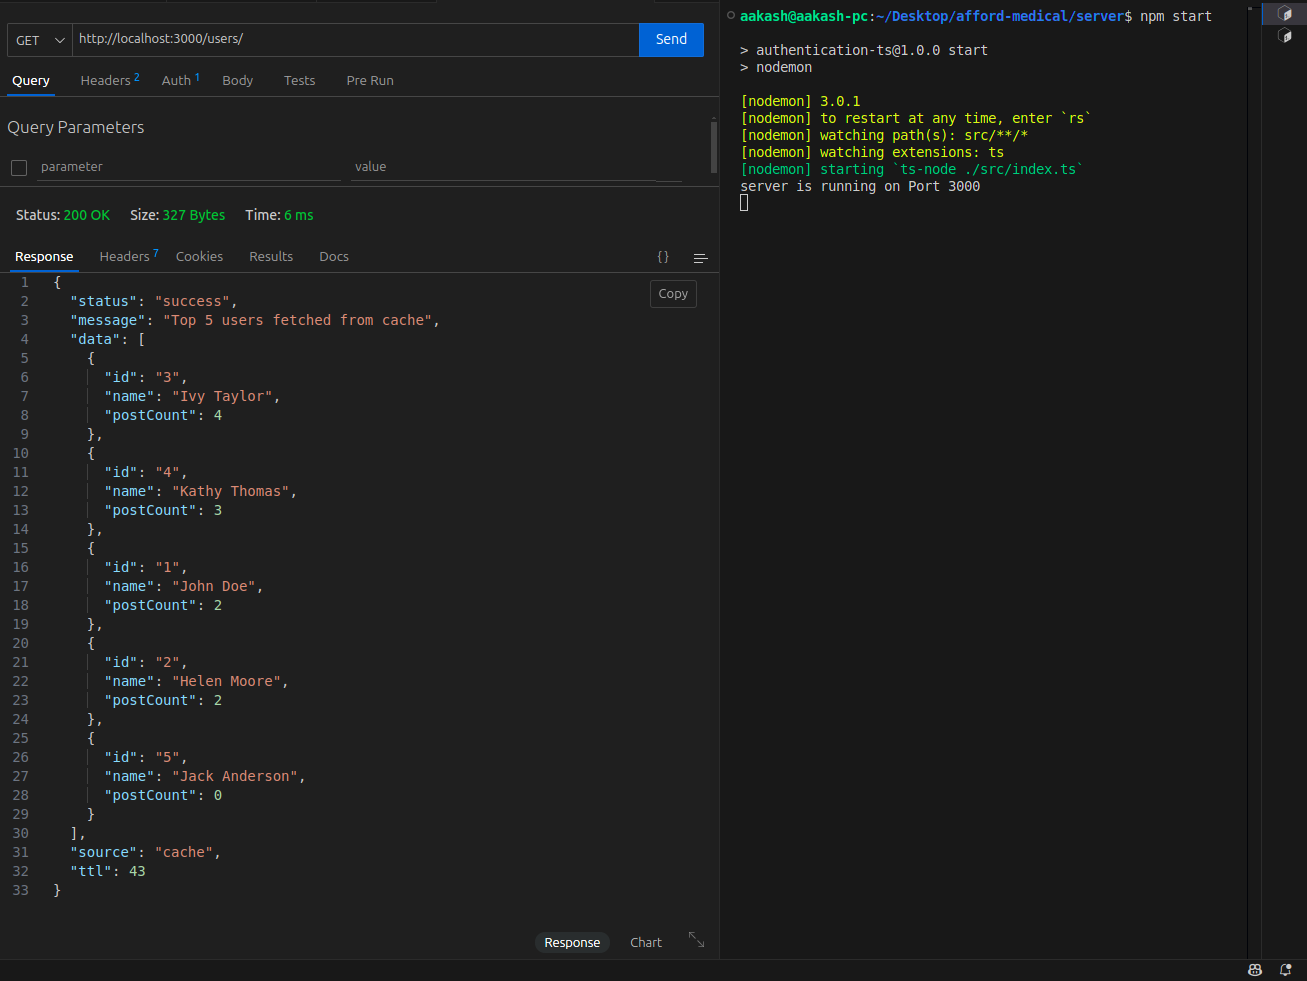 GET
http://localhost:3000/users/
Send
Query
Headers 2
Auth 1
Body
Tests
Pre Run
Query Parameters
parameter
value
Status: 200 OK Size: 327 Bytes Time: 6 ms
Response
Headers 7
Cookies
Results
Docs
{}
Copy
1 {
2 "status": "success",
3 "message": "Top 5 users fetched from cache",
4 "data": [
5 {
6 "id": "3",
7 "name": "Ivy Taylor",
8 "postCount": 4
9 },
10 {
11 "id": "4",
12 "name": "Kathy Thomas",
13 "postCount": 3
14 },
15 {
16 "id": "1",
17 "name": "John Doe",
18 "postCount": 2
19 },
20 {
21 "id": "2",
22 "name": "Helen Moore",
23 "postCount": 2
24 },
25 {
26 "id": "5",
27 "name": "Jack Anderson",
28 "postCount": 0
29 }
30 ],
31 "source": "cache",
32 "ttl": 43
33 }
Response
Chart
aakash@aakash-pc:~/Desktop/afford-medical/server$ npm start
> authentication-ts@1.0.0 start
> nodemon
[nodemon] 3.0.1
[nodemon] to restart at any time, enter `rs`
[nodemon] watching path(s): src/**/*
[nodemon] watching extensions: ts
[nodemon] starting `ts-node ./src/index.ts`
server is running on Port 3000